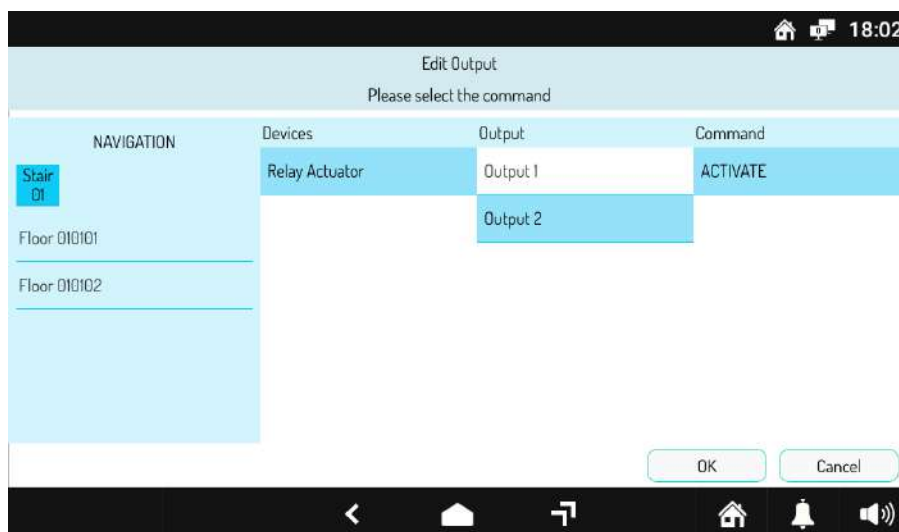 18:02
Edit Output
Please select the command
NAVIGATION
Stair
01
Floor 010101
Floor 010102
Devices
Relay Actuator
Output
Output 1
Output 2
Command
ACTIVATE
OK
Cancel